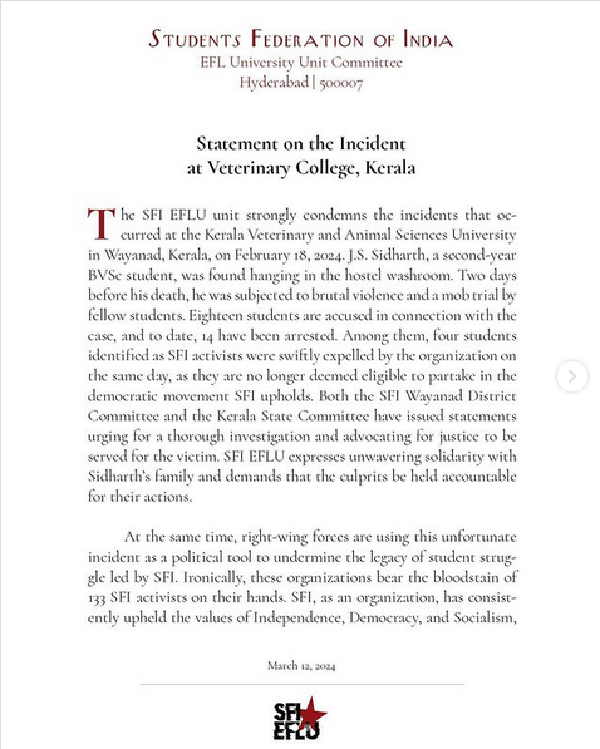 STUDENTS FEDERATION OF INDIA
EFL University Unit Committee
Hyderabad | 500007
Statement on the Incident
at Veterinary College, Kerala
The SFI EFLU unit strongly condemns the incidents that oc-
curred at the Kerala Veterinary and Animal Sciences University
in Wayanad, Kerala, on February 18, 2024. J.S. Sidharth, a second-year
BVSc student, was found hanging in the hostel washroom. Two days
before his death, he was subjected to brutal violence and a mob trial by
fellow students. Eighteen students are accused in connection with the
case, and to date, 14 have been arrested. Among them, four students
identified as SFI activists were swiftly expelled by the organization on
the same day, as they are no longer deemed eligible to partake in the
democratic movement SFI upholds. Both the SFI Wayanad District
Committee and the Kerala State Committee have issued statements
urging for a thorough investigation and advocating for justice to be
served for the victim. SFI EFLU expresses unwavering solidarity with
Sidharth's family and demands that the culprits be held accountable
for their actions.
At the same time, right-wing forces are using this unfortunate
incident as a political tool to undermine the legacy of student strug-
gle led by SFI. Ironically, these organizations bear the bloodstain of
133 SFI activists on their hands. SFI, as an organization, has consist-
ently upheld the values of Independence, Democracy, and Socialism,
March 12, 2024
SFI
EFLU